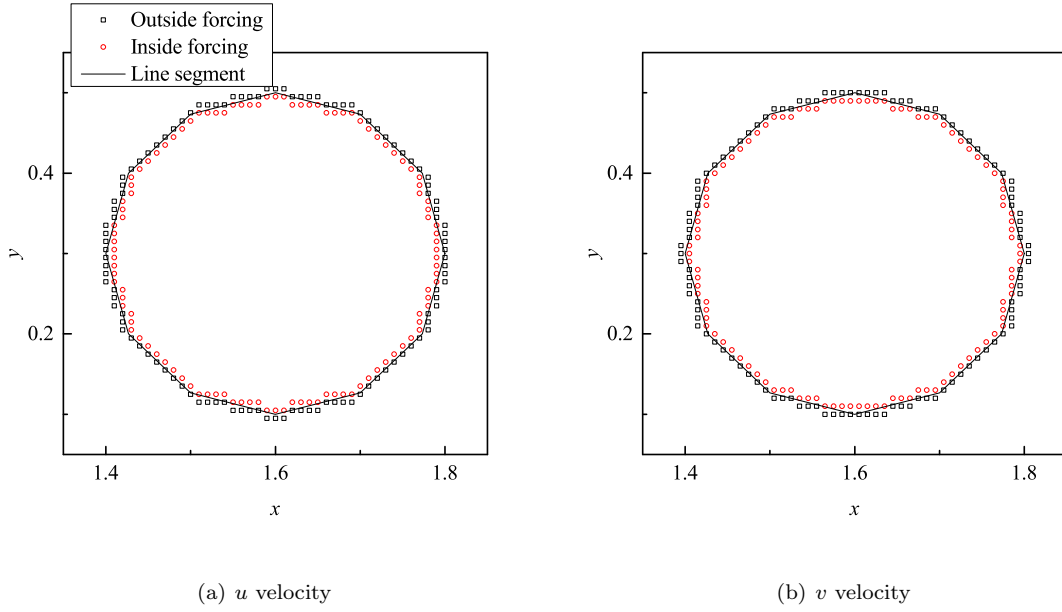 Outside forcing
Inside forcing
Line segment
0.4
0.2
1.4 1.6 1.8
x
y
0.4
0.2
1.4 1.6 1.8
x
y
(a) u velocity
(b) v velocity